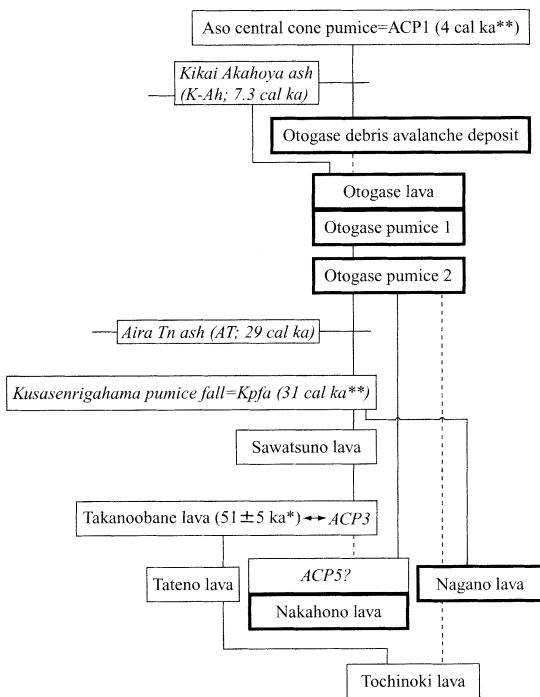 Aso central cone pumice=ACP1 (4 cal ka**)
Kikai Akahoya ash
(K-Ah; 7.3 cal ka)
Otogase debris avalanche deposit
Otogase lava
Otogase pumice 1
Otogase pumice 2
Aira Tn ash (AT; 29 cal ka)
Kusasenrigahama pumice fall=Kpfa (31 cal ka**)
Sawatsuno lava
Takanoobane lava (51±5 ka*) ↔ ACP3
Tateno lava
ACP5?
Nakahono lava
Nagano lava
Tochinoki lava